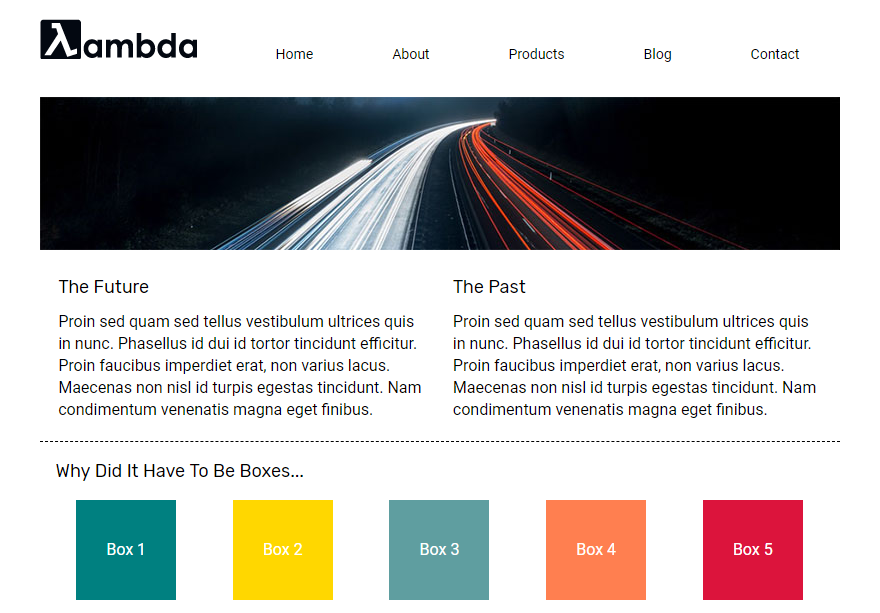 λambda
Home About Products Blog Contact
The Future
Proin sed quam sed tellus vestibulum ultrices quis
in nunc. Phasellus id dui id tortor tincidunt efficitur.
Proin faucibus imperdiet erat, non varius lacus.
Maecenas non nisl id turpis egestas tincidunt. Nam
condimentum venenatis magna eget finibus.
The Past
Proin sed quam sed tellus vestibulum ultrices quis
in nunc. Phasellus id dui id tortor tincidunt efficitur.
Proin faucibus imperdiet erat, non varius lacus.
Maecenas non nisl id turpis egestas tincidunt. Nam
condimentum venenatis magna eget finibus.
Why Did It Have To Be Boxes...
Box 1 Box 2 Box 3 Box 4 Box 5